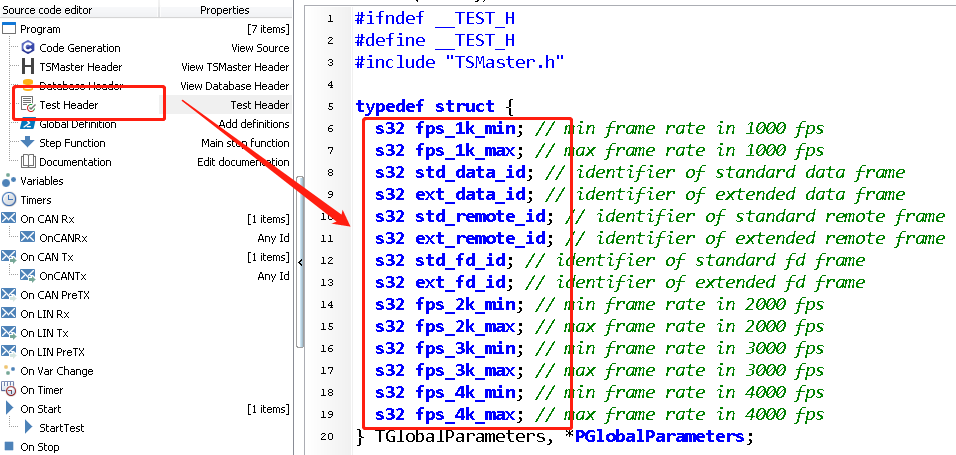 Source code editor Properties
Program [7 items]
Code Generation View Source
TSMaster Header View TSMaster Header
Database Header View Database Header
Test Header Test Header
Global Definition Add definitions
Step Function Main step function
Documentation Edit documentation
Variables
Timers
On CAN Rx [1 items]
OnCANRx Any Id
On CAN Tx [1 items]
OnCANTx Any Id
On CAN PreTX
On LIN Rx
On LIN Tx
On LIN PreTX
On Var Change
On Timer
On Start [1 items]
StartTest
On Stop
1 #ifndef __TEST_H
2 #define __TEST_H
3 #include "TSMaster.h"
4
5 typedef struct {
6 s32 fps_1k_min; // min frame rate in 1000 fps
7 s32 fps_1k_max; // max frame rate in 1000 fps
8 s32 std_data_id; // identifier of standard data frame
9 s32 ext_data_id; // identifier of extended data frame
10 s32 std_remote_id; // identifier of standard remote frame
11 s32 ext_remote_id; // identifier of extended remote frame
12 s32 std_fd_id; // identifier of standard fd frame
13 s32 ext_fd_id; // identifier of extended fd frame
14 s32 fps_2k_min; // min frame rate in 2000 fps
15 s32 fps_2k_max; // max frame rate in 2000 fps
16 s32 fps_3k_min; // min frame rate in 3000 fps
17 s32 fps_3k_max; // max frame rate in 3000 fps
18 s32 fps_4k_min; // min frame rate in 4000 fps
19 s32 fps_4k_max; // max frame rate in 4000 fps
20 } TGlobalParameters, *PGlobalParameters;